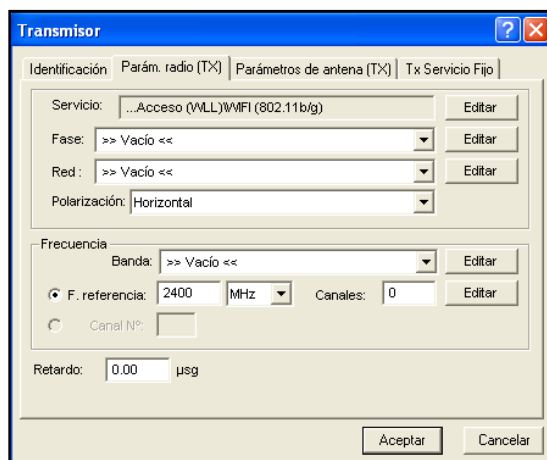 Transmisor
Identificación Parám. radio (TX) Parámetros de antena (TX) Tx Servicio Fijo
Servicio: ...Acceso (WLL)\WIFI (802.11b/g) Editar
Fase: >> Vacío << Editar
Red : >> Vacío << Editar
Polarización: Horizontal
Frecuencia
Banda: >> Vacío << Editar
F. referencia: 2400 MHz Canales: 0 Editar
Canal Nº:
Retardo: 0.00 µsg
Aceptar Cancelar